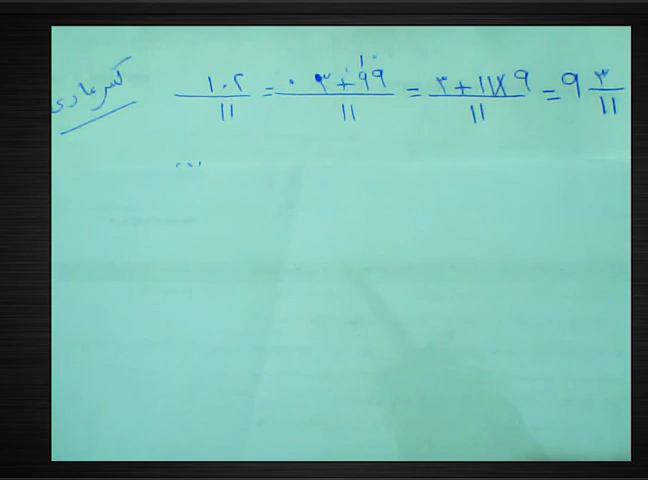 کسر عادی ۱۰۲/۱۱ = ۳+۹۹/۱۱ = ۳+۱۱×۹/۱۱ = ۹ ۳/۱۱